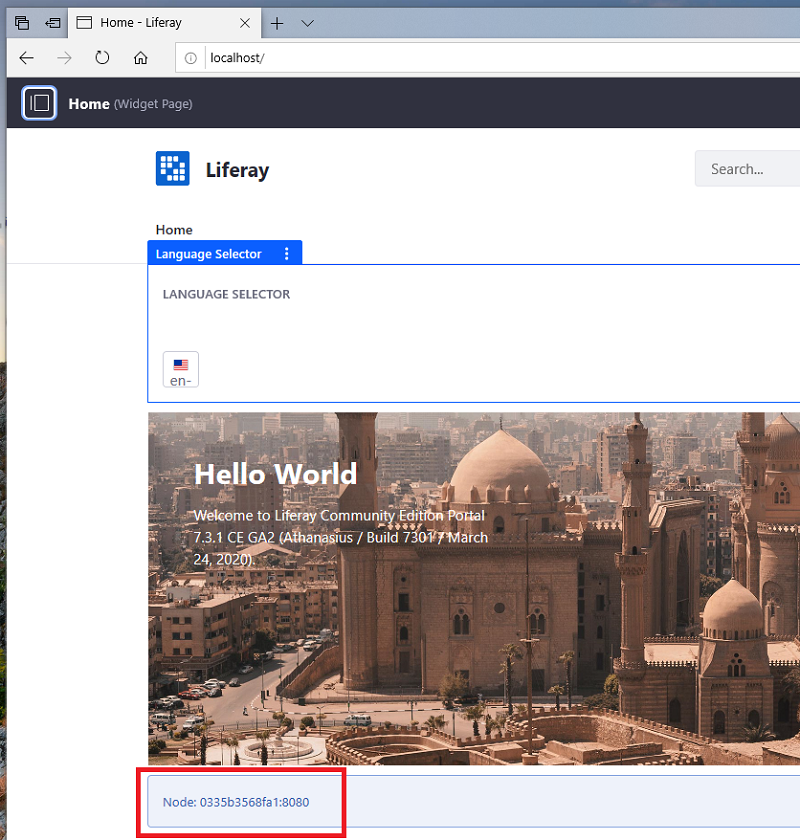 Home - Liferay
localhost/
Home (Widget Page)
Liferay
Search...
Home
Language Selector
LANGUAGE SELECTOR
en-
Hello World
Welcome to Liferay Community Edition Portal
7.3.1 CE GA2 (Athanasius / Build 7301 / March
24, 2020).
Node: 0335b3568fa1:8080